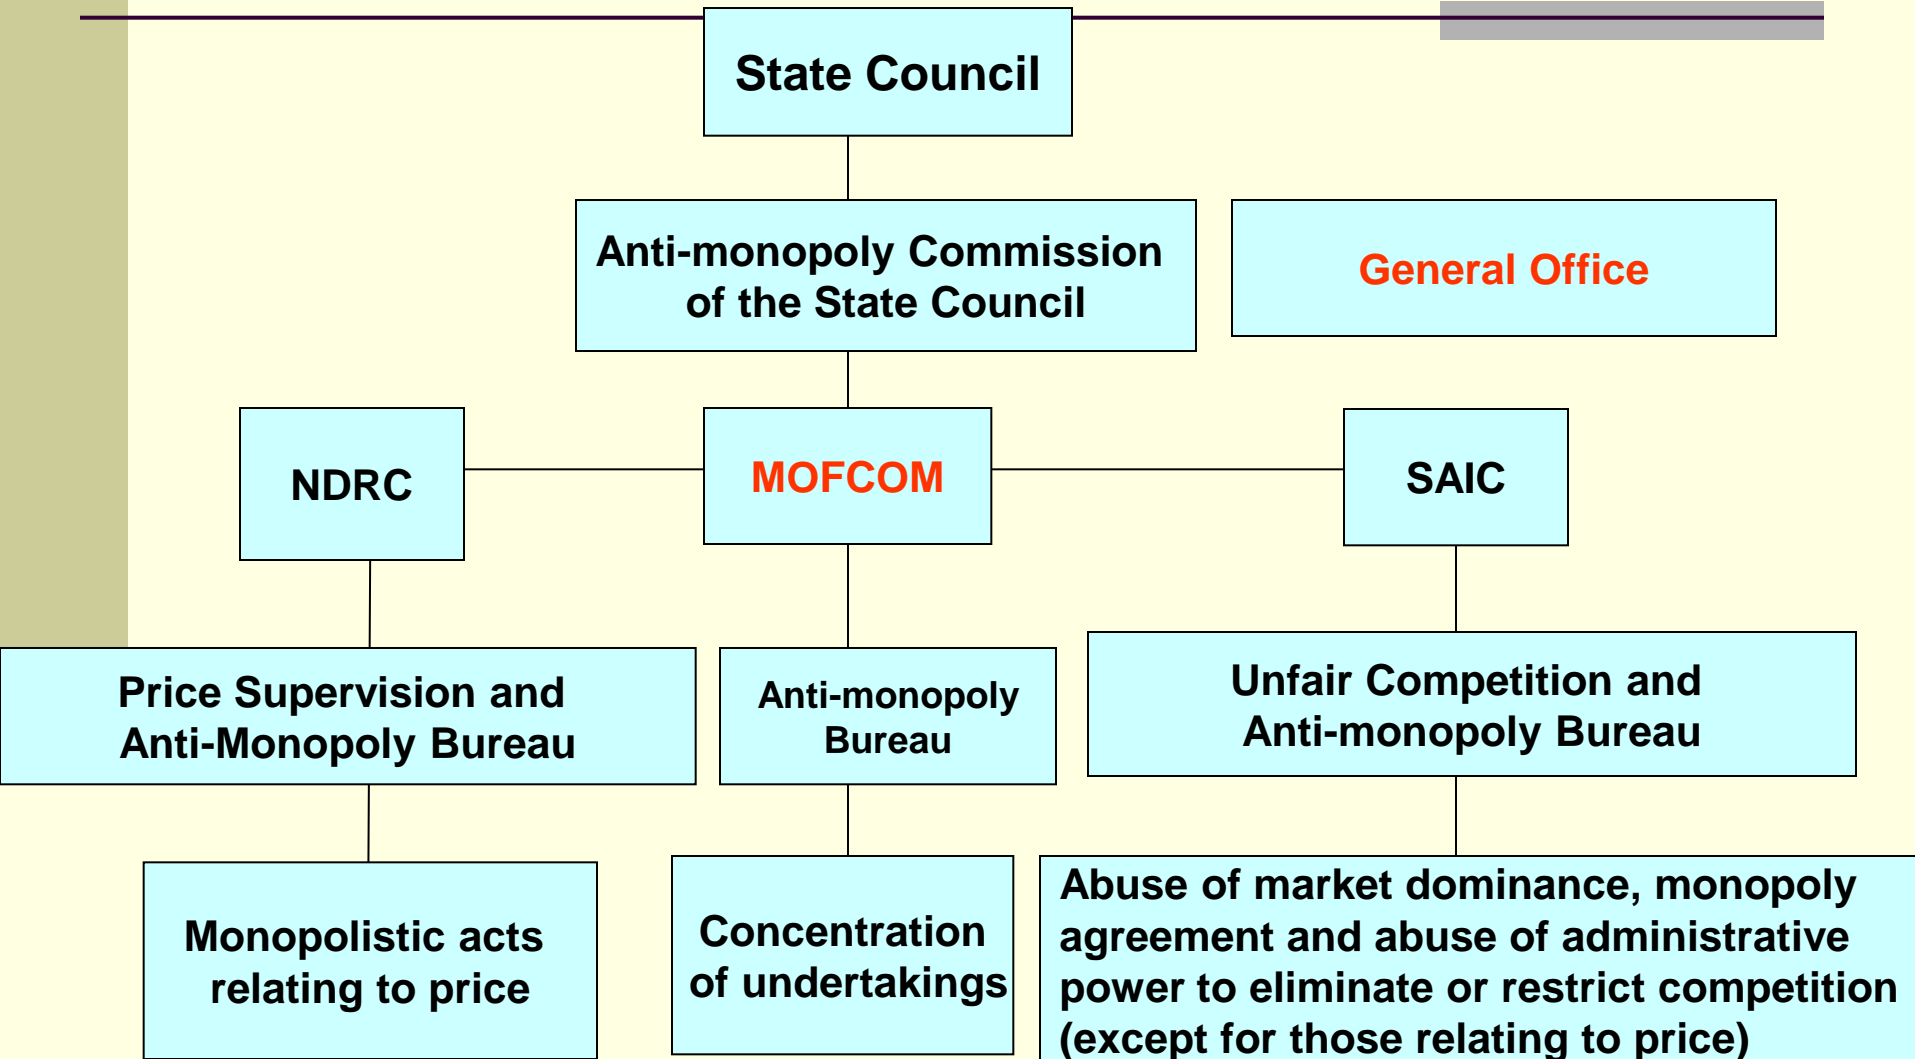 State Council
Anti-monopoly Commission
of the State Council
General Office
NDRC
MOFCOM
SAIC
Price Supervision and
Anti-Monopoly Bureau
Anti-monopoly
Bureau
Unfair Competition and
Anti-monopoly Bureau
Monopolistic acts
relating to price
Concentration
of undertakings
Abuse of market dominance, monopoly
agreement and abuse of administrative
power to eliminate or restrict competition
(except for those relating to price)